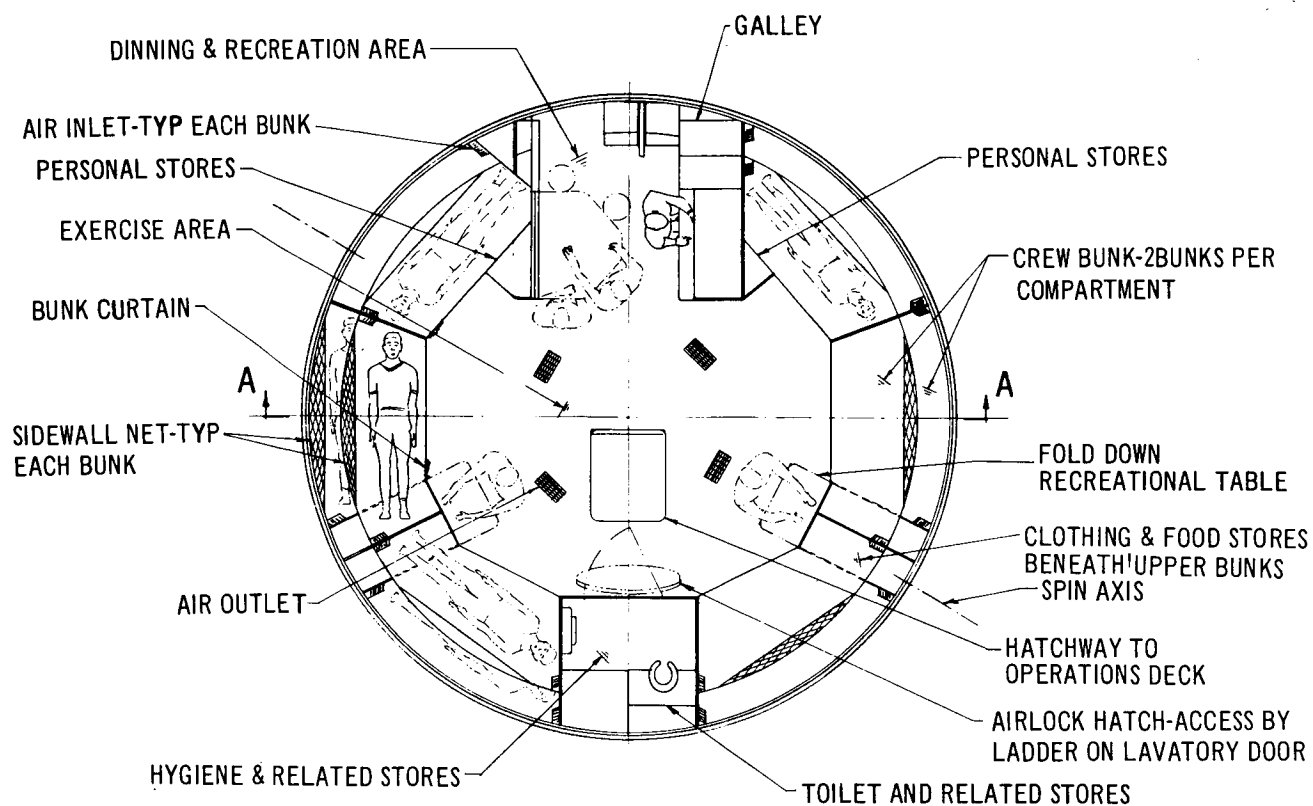 GALLEY
DINNING & RECREATION AREA
AIR INLET-TYP EACH BUNK
PERSONAL STORES
EXERCISE AREA
BUNK CURTAIN
A
SIDEWALL NET-TYP
EACH BUNK
AIR OUTLET
HYGIENE & RELATED STORES
PERSONAL STORES
CREW BUNK-2BUNKS PER
COMPARTMENT
A
FOLD DOWN
RECREATIONAL TABLE
CLOTHING & FOOD STORES
BENEATH UPPER BUNKS
SPIN AXIS
HATCHWAY TO
OPERATIONS DECK
AIRLOCK HATCH-ACCESS BY
LADDER ON LAVATORY DOOR
TOILET AND RELATED STORES